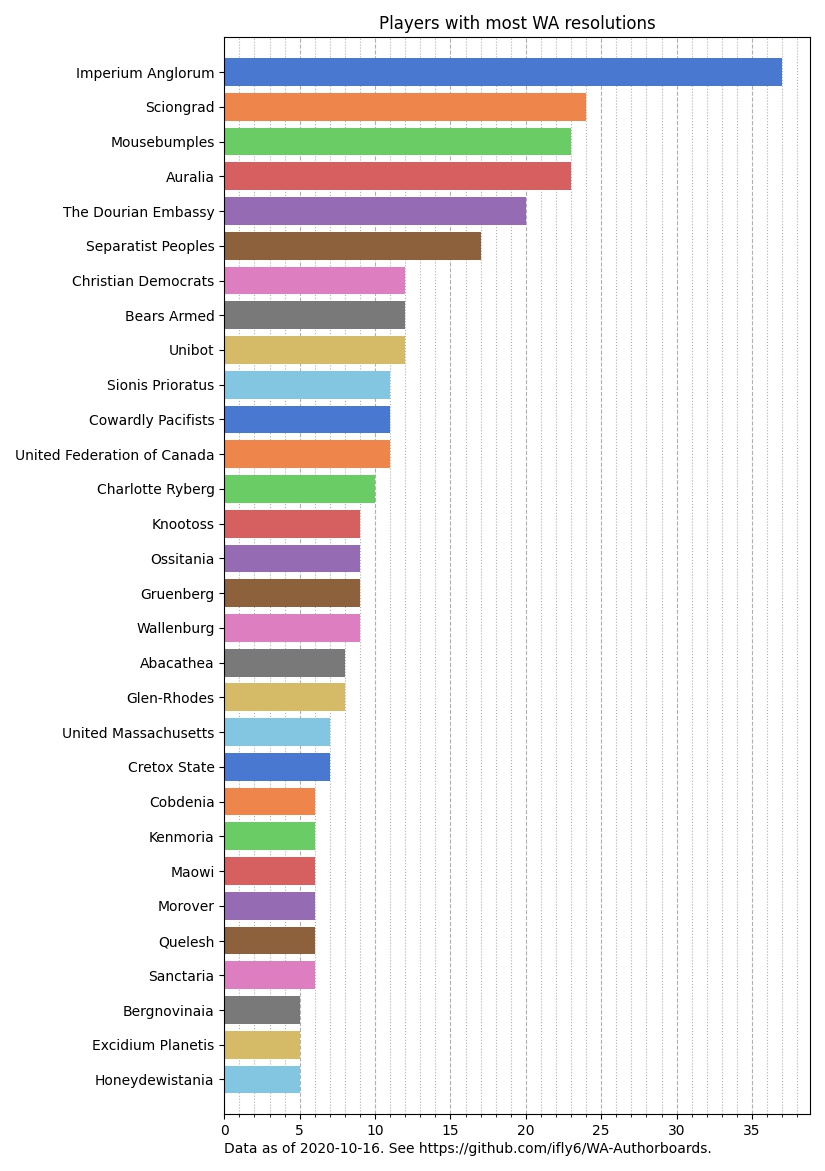 Players with most WA resolutions
Imperium Anglorum
Sciongrad
Mousebumples
Auralia
The Dourian Embassy
Separatist Peoples
Christian Democrats
Bears Armed
Unibot
Sionis Prioratus
Cowardly Pacifists
United Federation of Canada
Charlotte Ryberg
Knootoss
Ossitania
Gruenberg
Wallenburg
Abacathea
Glen-Rhodes
United Massachusetts
Cretox State
Cobdenia
Kenmoria
Maowi
Morover
Quelesh
Sanctaria
Bergnovinaia
Excidium Planetis
Honeydewistania
0 5 10 15 20 25 30 35
Data as of 2020-10-16. See https://github.com/ifly6/WA-Authorboards.